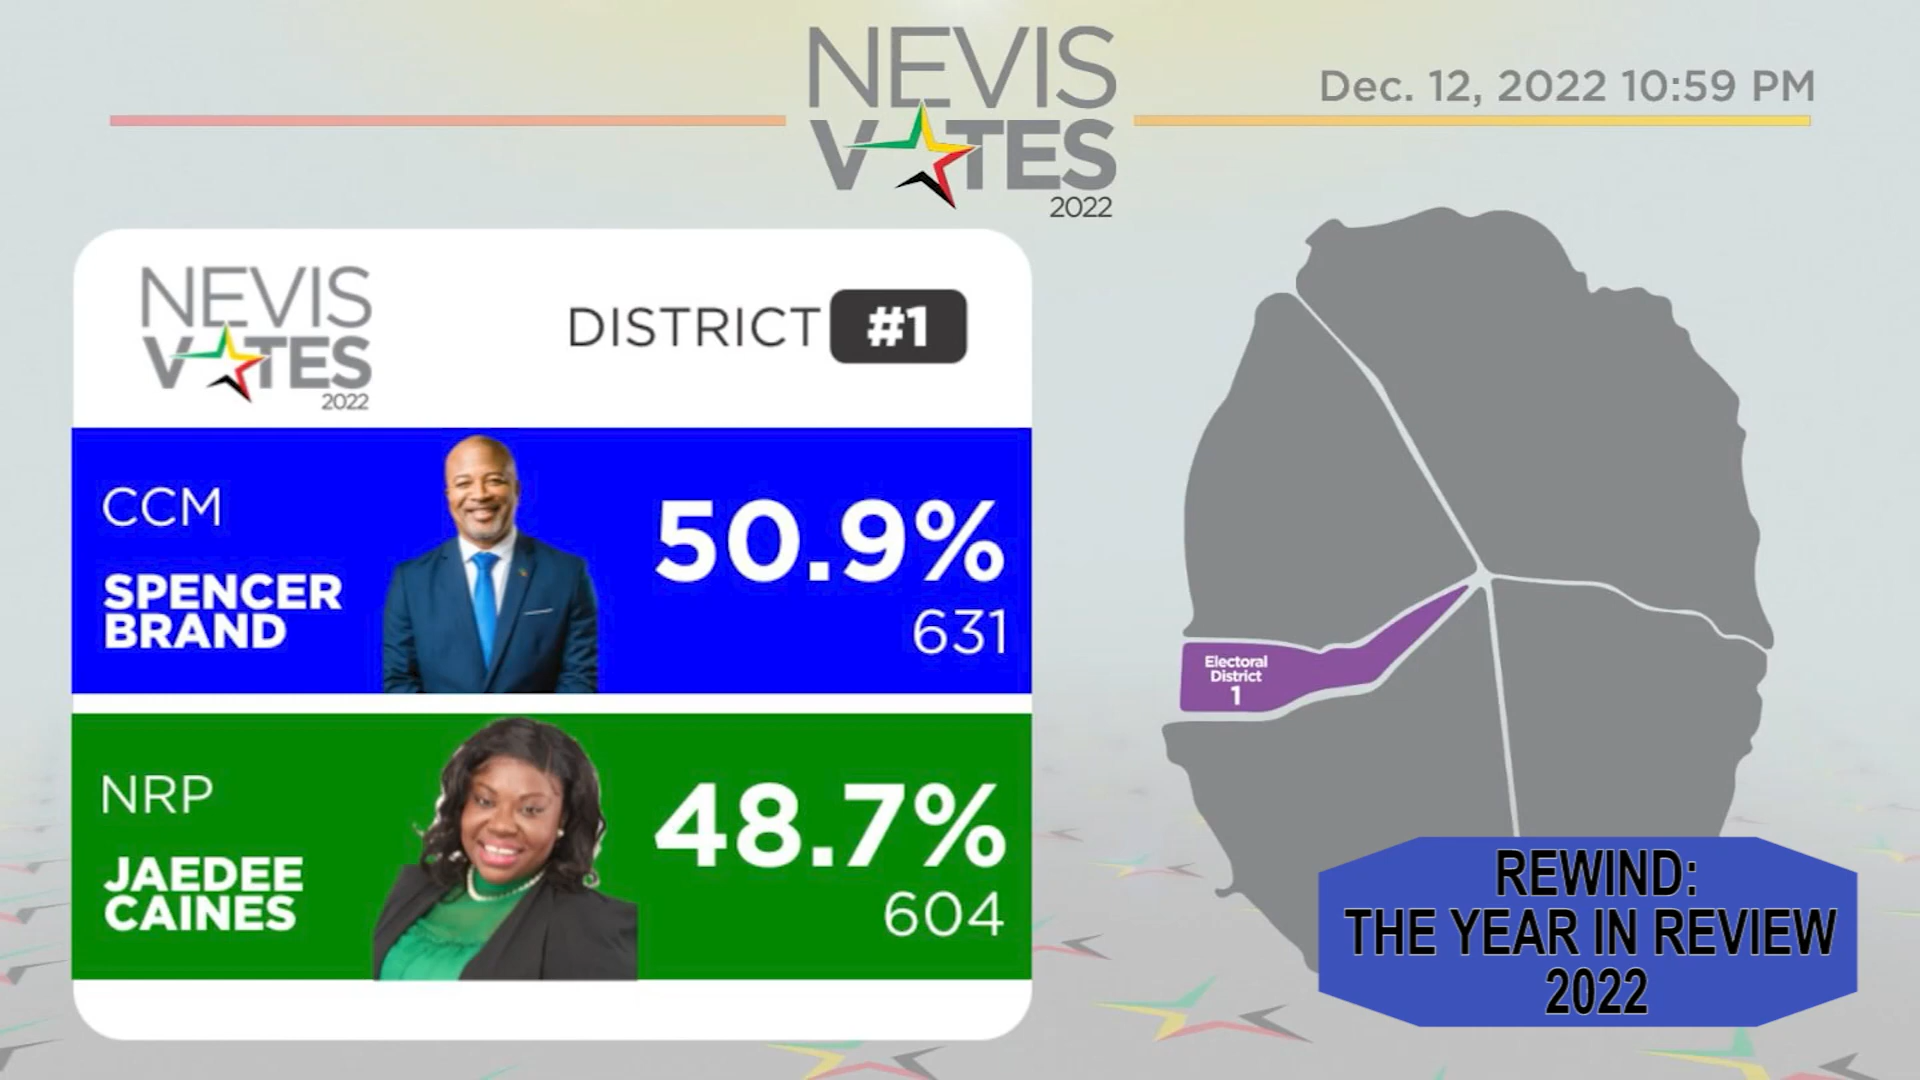 NEVIS
VOTES
2022
Dec. 12, 2022 10:59 PM
NEVIS
VOTES
2022
DISTRICT #1
CCM
SPENCER
BRAND
50.9%
631
NRP
JAEDEE
CAINES
48.7%
604
Electoral
District
1
REWIND:
THE YEAR IN REVIEW
2022